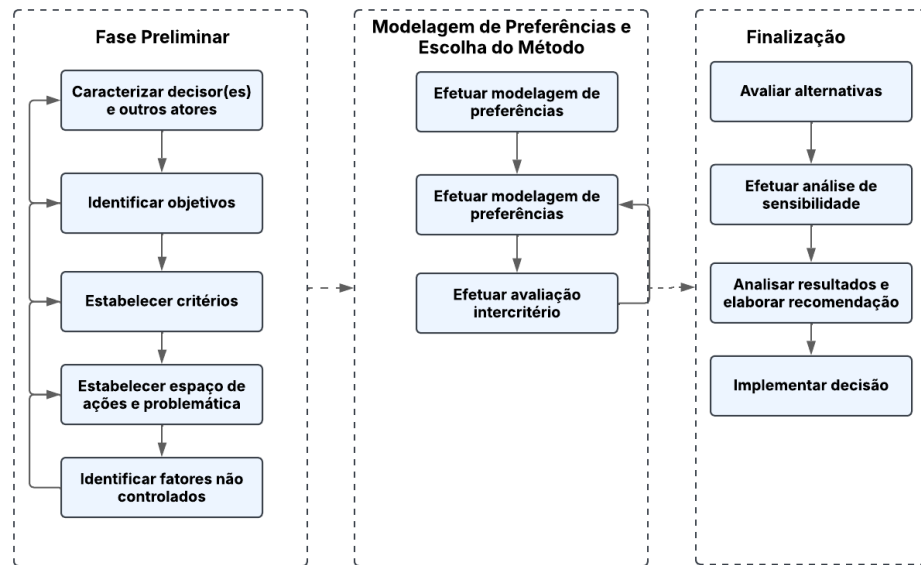 Fase Preliminar
Caracterizar decisor(es)
e outros atores
Identificar objetivos
Estabelecer critérios
Estabelecer espaço de
ações e problemática
Identificar fatores não
controlados
Modelagem de Preferências e
Escolha do Método
Efetuar modelagem de
preferências
Efetuar modelagem de
preferências
Efetuar avaliação
intercritério
Finalização
Avaliar alternativas
Efetuar análise de
sensibilidade
Analisar resultados e
elaborar recomendação
Implementar decisão